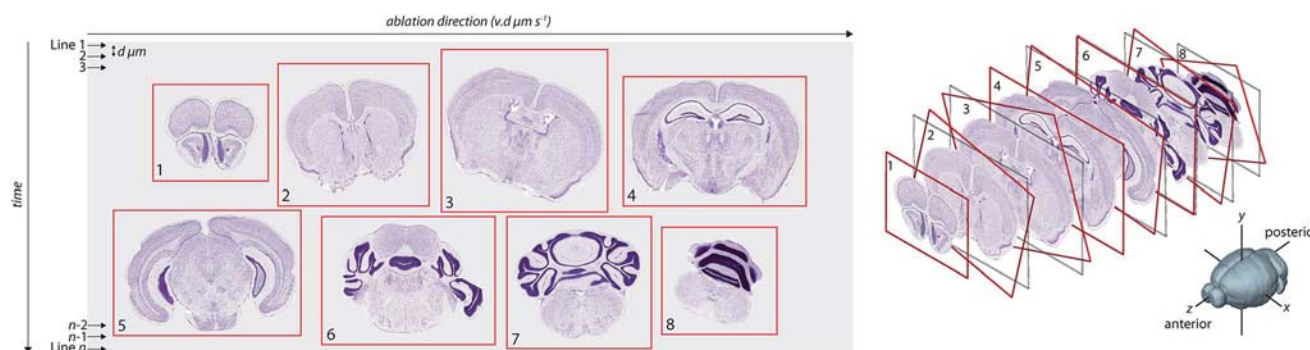 ablation direction (v.d µm s⁻¹)
Line 1
d µm
2
3
1
2
3
4
time
5
6
7
8
n-2
n-1
Line n
1
2
3
4
5
6
7
8
y
posterior
z
x
anterior